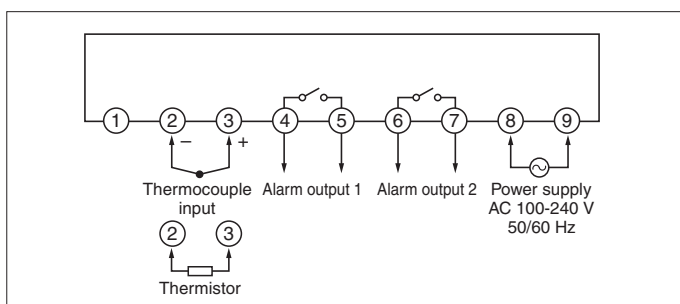 1 2 3 4 5 6 7 8 9
− +
Thermocouple input
Alarm output 1
Alarm output 2
Power supply
AC 100-240 V
50/60 Hz
2 3
Thermistor